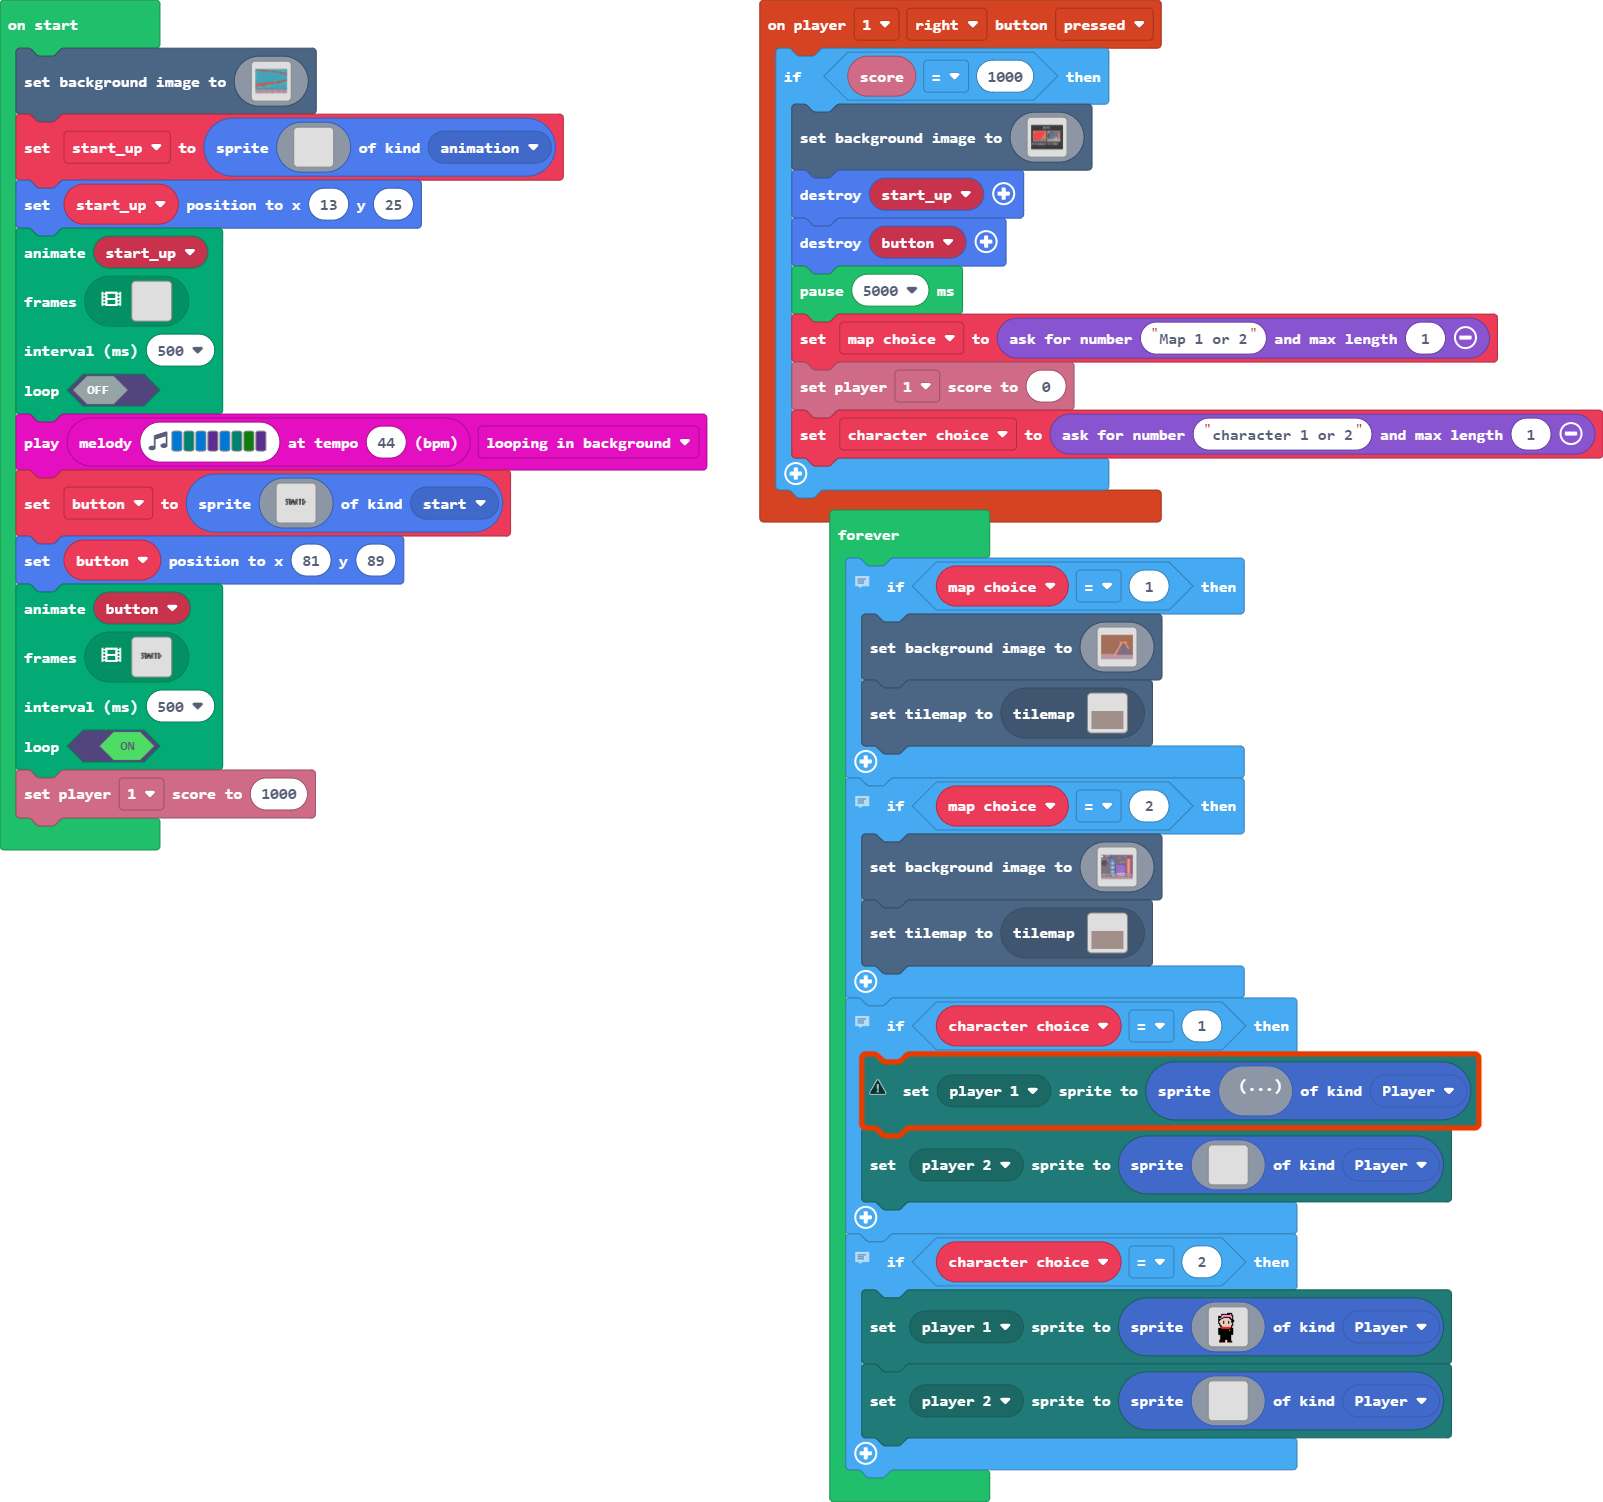 on start
set background image to
set start_up to sprite of kind animation
set start_up position to x 13 y 25
animate start_up
frames
interval (ms) 500
loop OFF
play melody at tempo 44 (bpm) looping in background
set button to sprite START! of kind start
set button position to x 81 y 89
animate button
frames START!
interval (ms) 500
loop ON
set player 1 score to 1000
on player 1 right button pressed
if score = 1000 then
set background image to
destroy start_up
destroy button
pause 5000 ms
set map choice to ask for number "Map 1 or 2" and max length 1
set player 1 score to 0
set character choice to ask for number "character 1 or 2" and max length 1
forever
if map choice = 1 then
set background image to
set tilemap to tilemap
if map choice = 2 then
set background image to
set tilemap to tilemap
if character choice = 1 then
set player 1 sprite to sprite (...) of kind Player
set player 2 sprite to sprite of kind Player
if character choice = 2 then
set player 1 sprite to sprite of kind Player
set player 2 sprite to sprite of kind Player